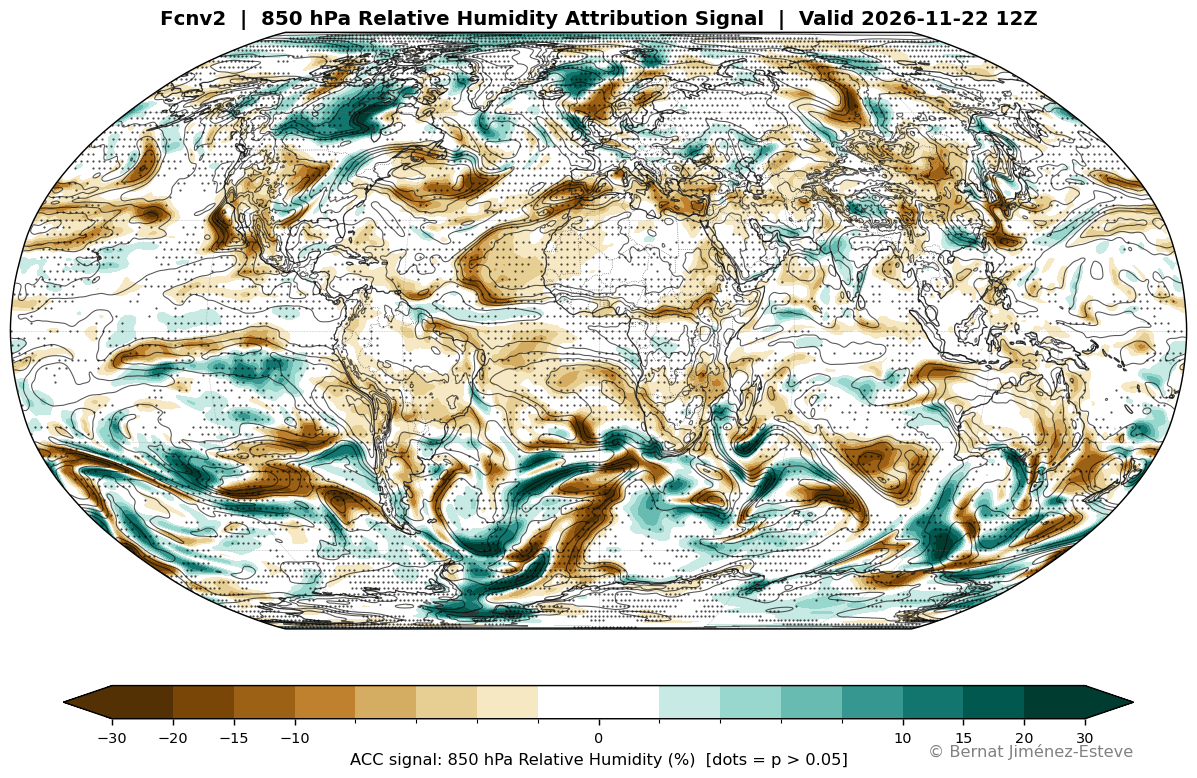 Fcnv2 | 850 hPa Relative Humidity Attribution Signal | Valid 2026-11-22 12Z
−30 −20 −15 −10 0 10 15 20 30
ACC signal: 850 hPa Relative Humidity (%) [dots = p > 0.05]
© Bernat Jiménez-Esteve